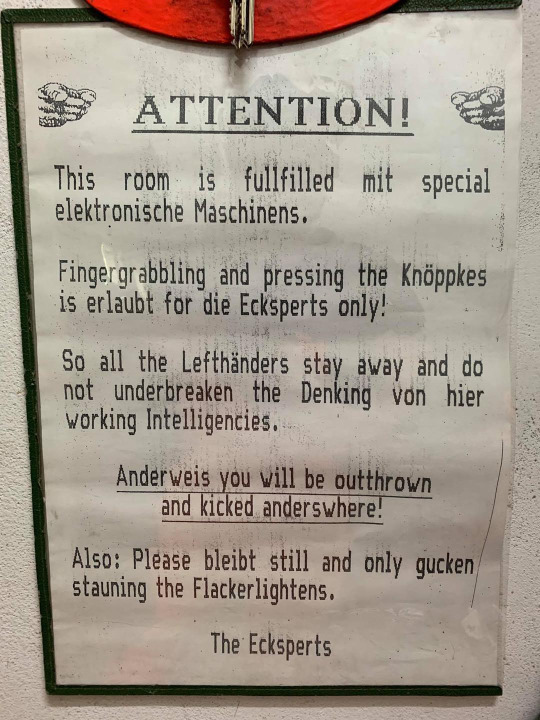 ATTENTION!
This room is fullfilled mit special
elektronische Maschinens.
Fingergrabbling and pressing the Knöppkes
is erlaubt for die Ecksperts only!
So all the Lefthänders stay away and do
not underbreaken the Denking von hier
working Intelligencies.
Anderweis you will be outthrown
and kicked anderswhere!
Also: Please bleibt still and only gucken
stauning the Flackerlightens.
The Ecksperts